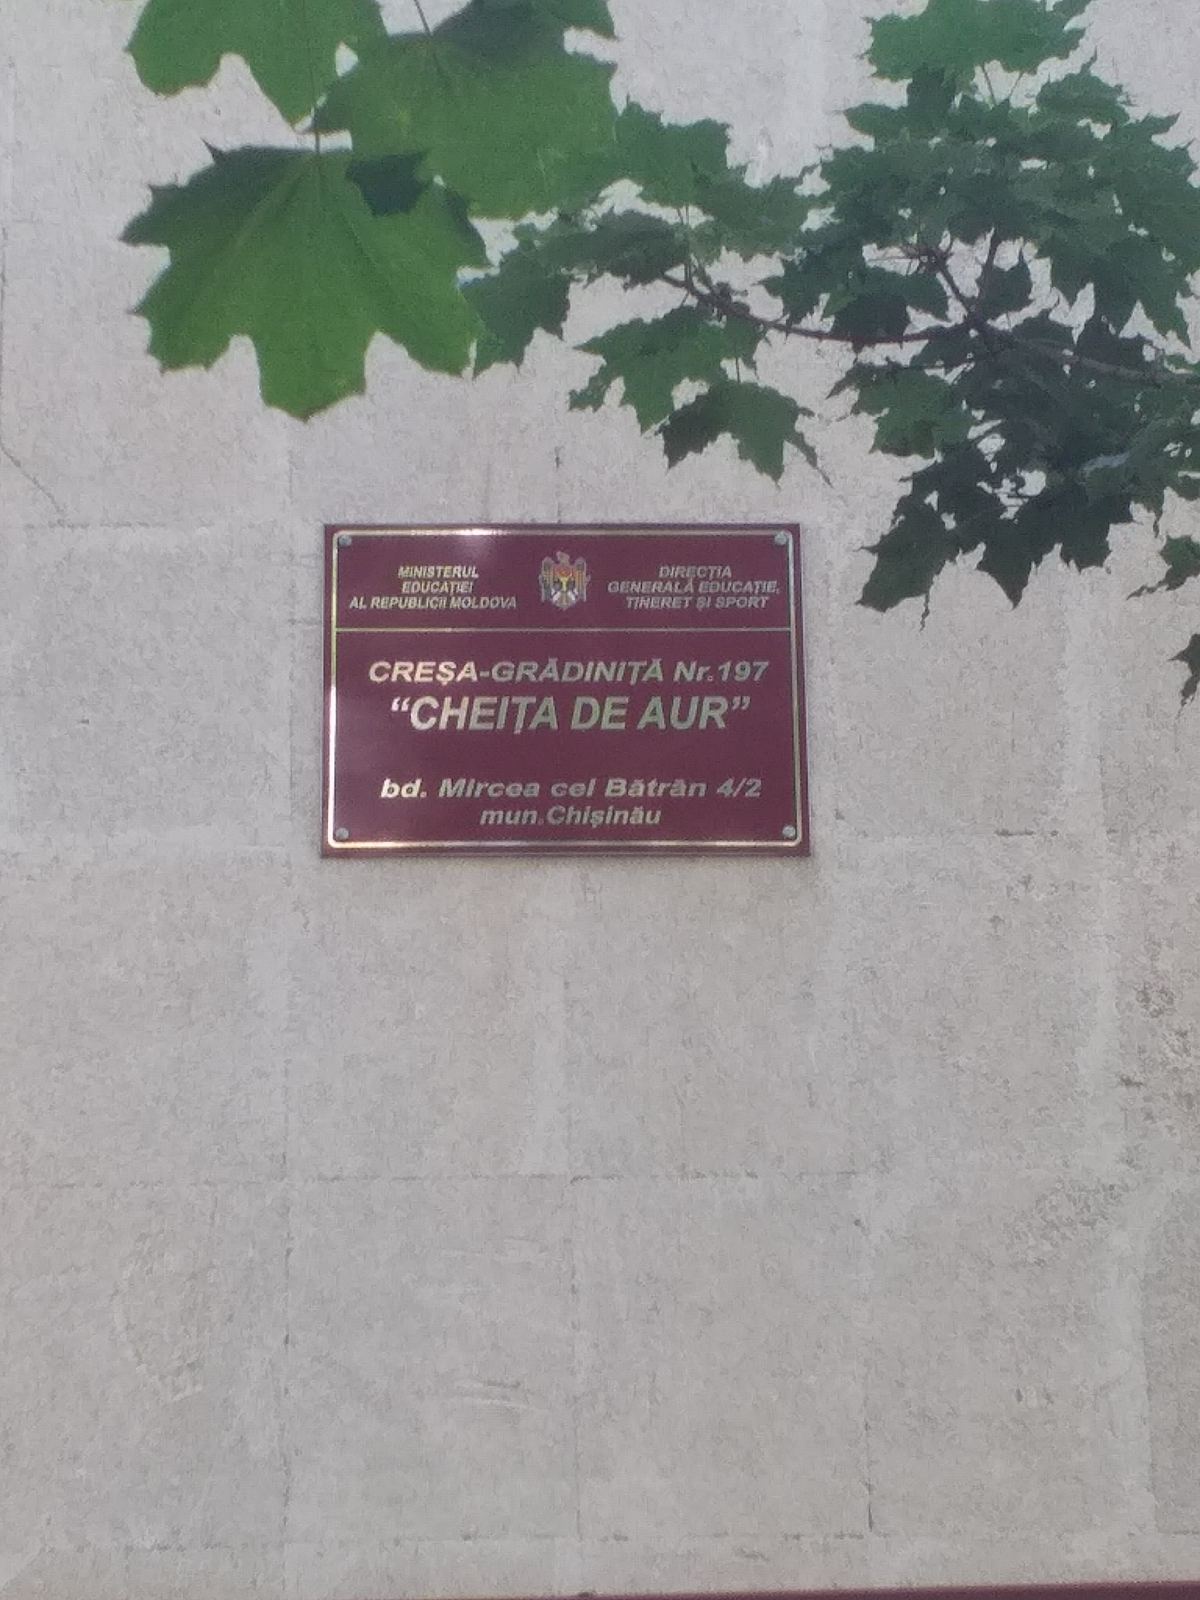 MINISTERUL
EDUCAȚIEI
AL REPUBLICII MOLDOVA
DIRECȚIA
GENERALĂ EDUCAȚIE,
TINERET ȘI SPORT
CREȘA-GRĂDINIȚĂ Nr.197
“CHEIȚA DE AUR”
bd. Mircea cel Bătrân 4/2
mun.Chișinău